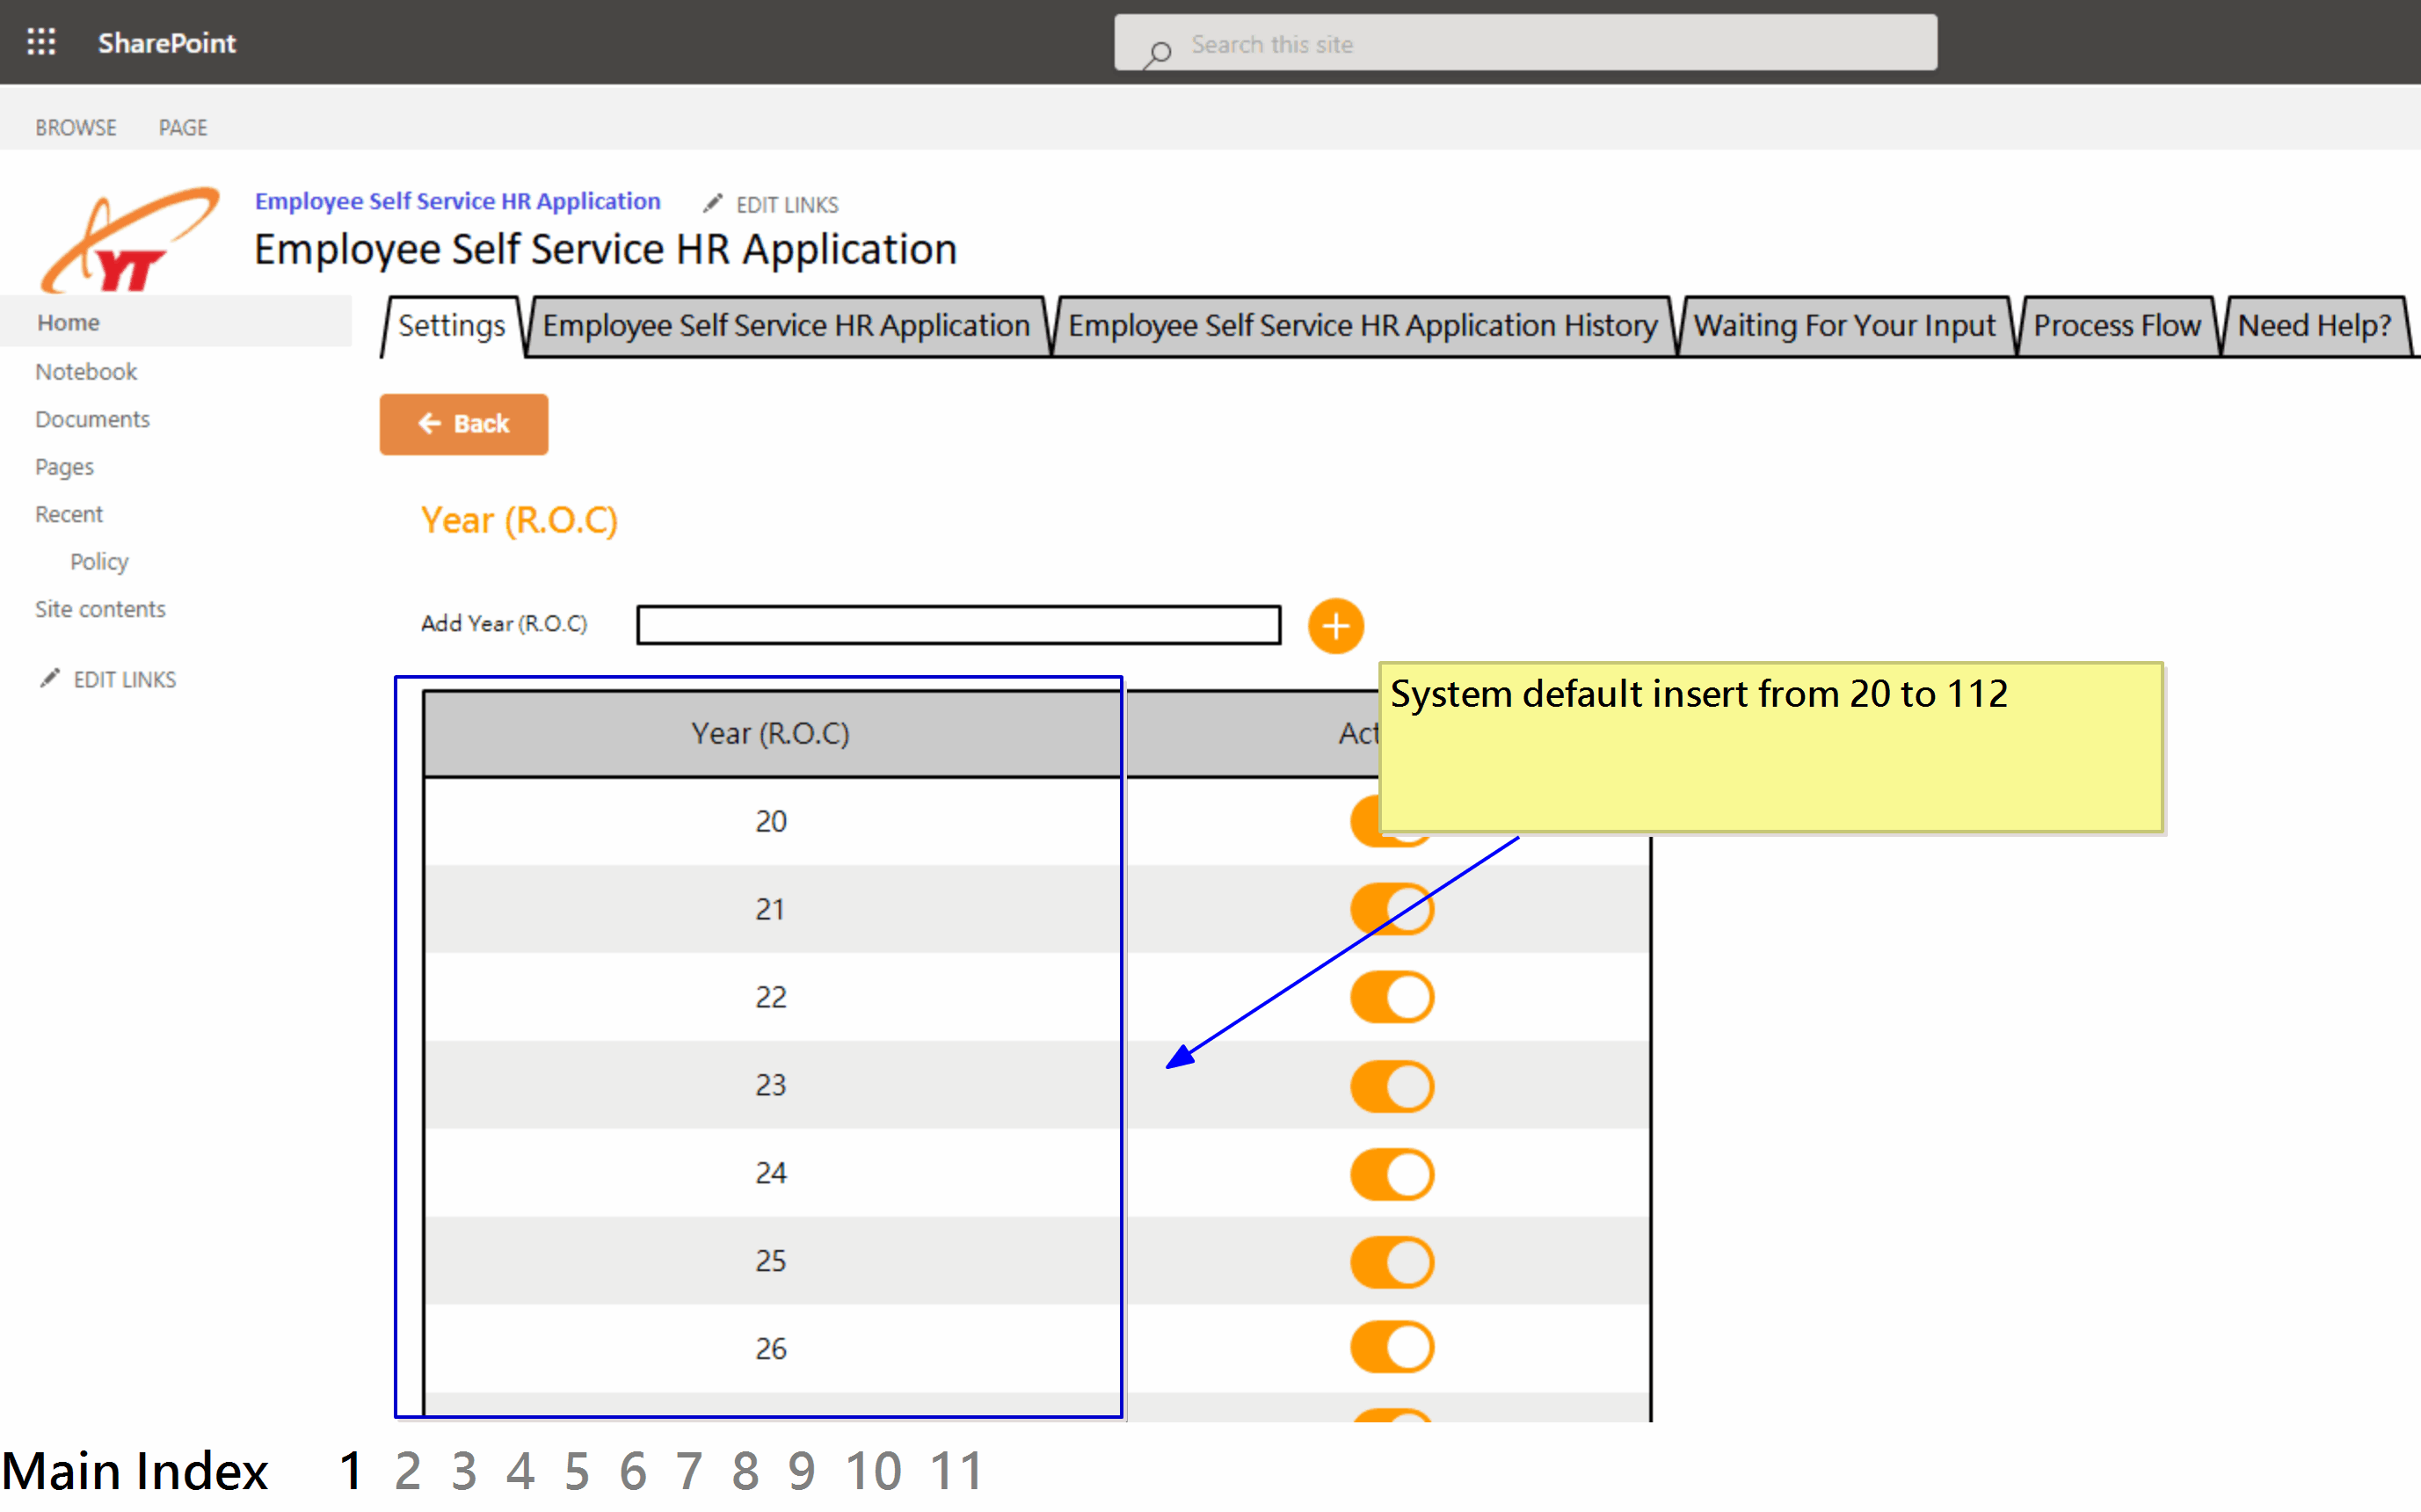 SharePoint
Search this site
BROWSE PAGE
YT
Employee Self Service HR Application EDIT LINKS
Employee Self Service HR Application
Home
Notebook
Documents
Pages
Recent
Policy
Site contents
EDIT LINKS
Settings Employee Self Service HR Application Employee Self Service HR Application History Waiting For Your Input Process Flow Need Help?
Back
Year (R.O.C)
Add Year (R.O.C)
System default insert from 20 to 112
Year (R.O.C)
20
21
22
23
24
25
26
Main Index 1 2 3 4 5 6 7 8 9 10 11